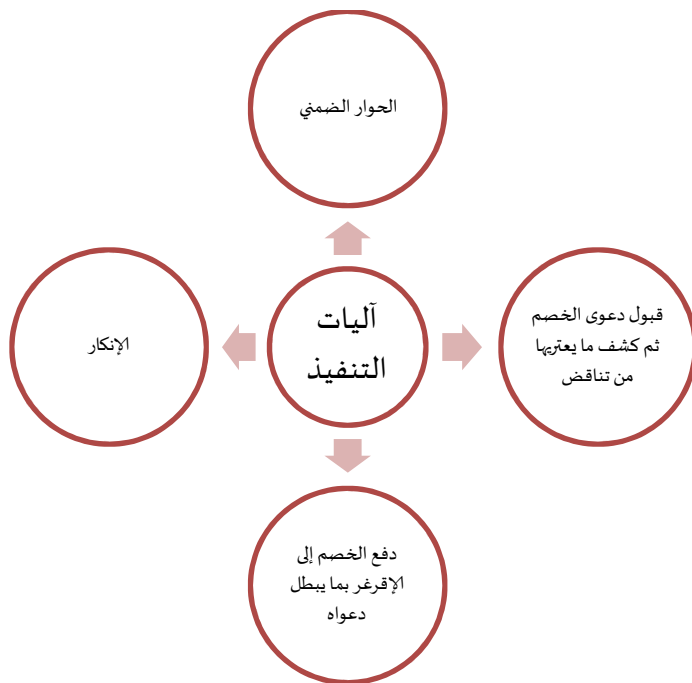 الحوار الضمني
قبول دعوى الخصم
ثم كشف ما يعتريها
من تناقض
آليات
التنفيذ
الإنكار
دفع الخصم إلى
الإقرغر بما يبطل
دعواه